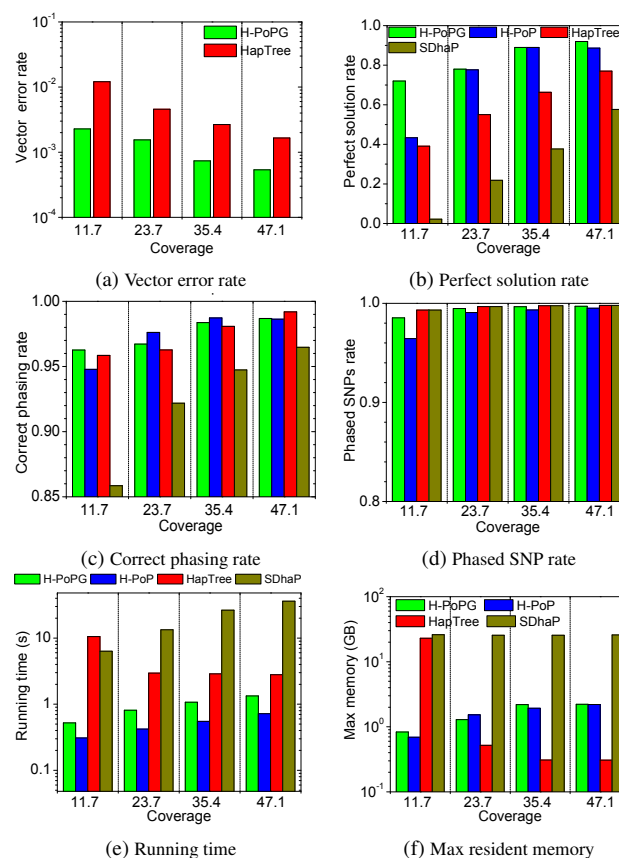 H-PoPG
HapTree
Vector error rate
10⁻¹
10⁻²
10⁻³
10⁻⁴
11.7 23.7 35.4 47.1
Coverage
(a) Vector error rate
H-PoPG H-PoP HapTree
SDhaP
Perfect solution rate
1.0
0.8
0.6
0.4
0.2
0.0
11.7 23.7 35.4 47.1
Coverage
(b) Perfect solution rate
Correct phasing rate
1.00
0.95
0.90
0.85
11.7 23.7 35.4 47.1
Coverage
(c) Correct phasing rate
Phased SNPs rate
1.0
0.9
0.8
11.7 23.7 35.4 47.1
Coverage
(d) Phased SNP rate
H-PoPG H-PoP HapTree SDhaP
Running time (s)
10
1
0.1
11.7 23.7 35.4 47.1
Coverage
(e) Running time
H-PoPG H-PoP
HapTree SDhaP
Max memory (GB)
10²
10¹
10⁰
10⁻¹
11.7 23.7 35.4 47.1
Coverage
(f) Max resident memory